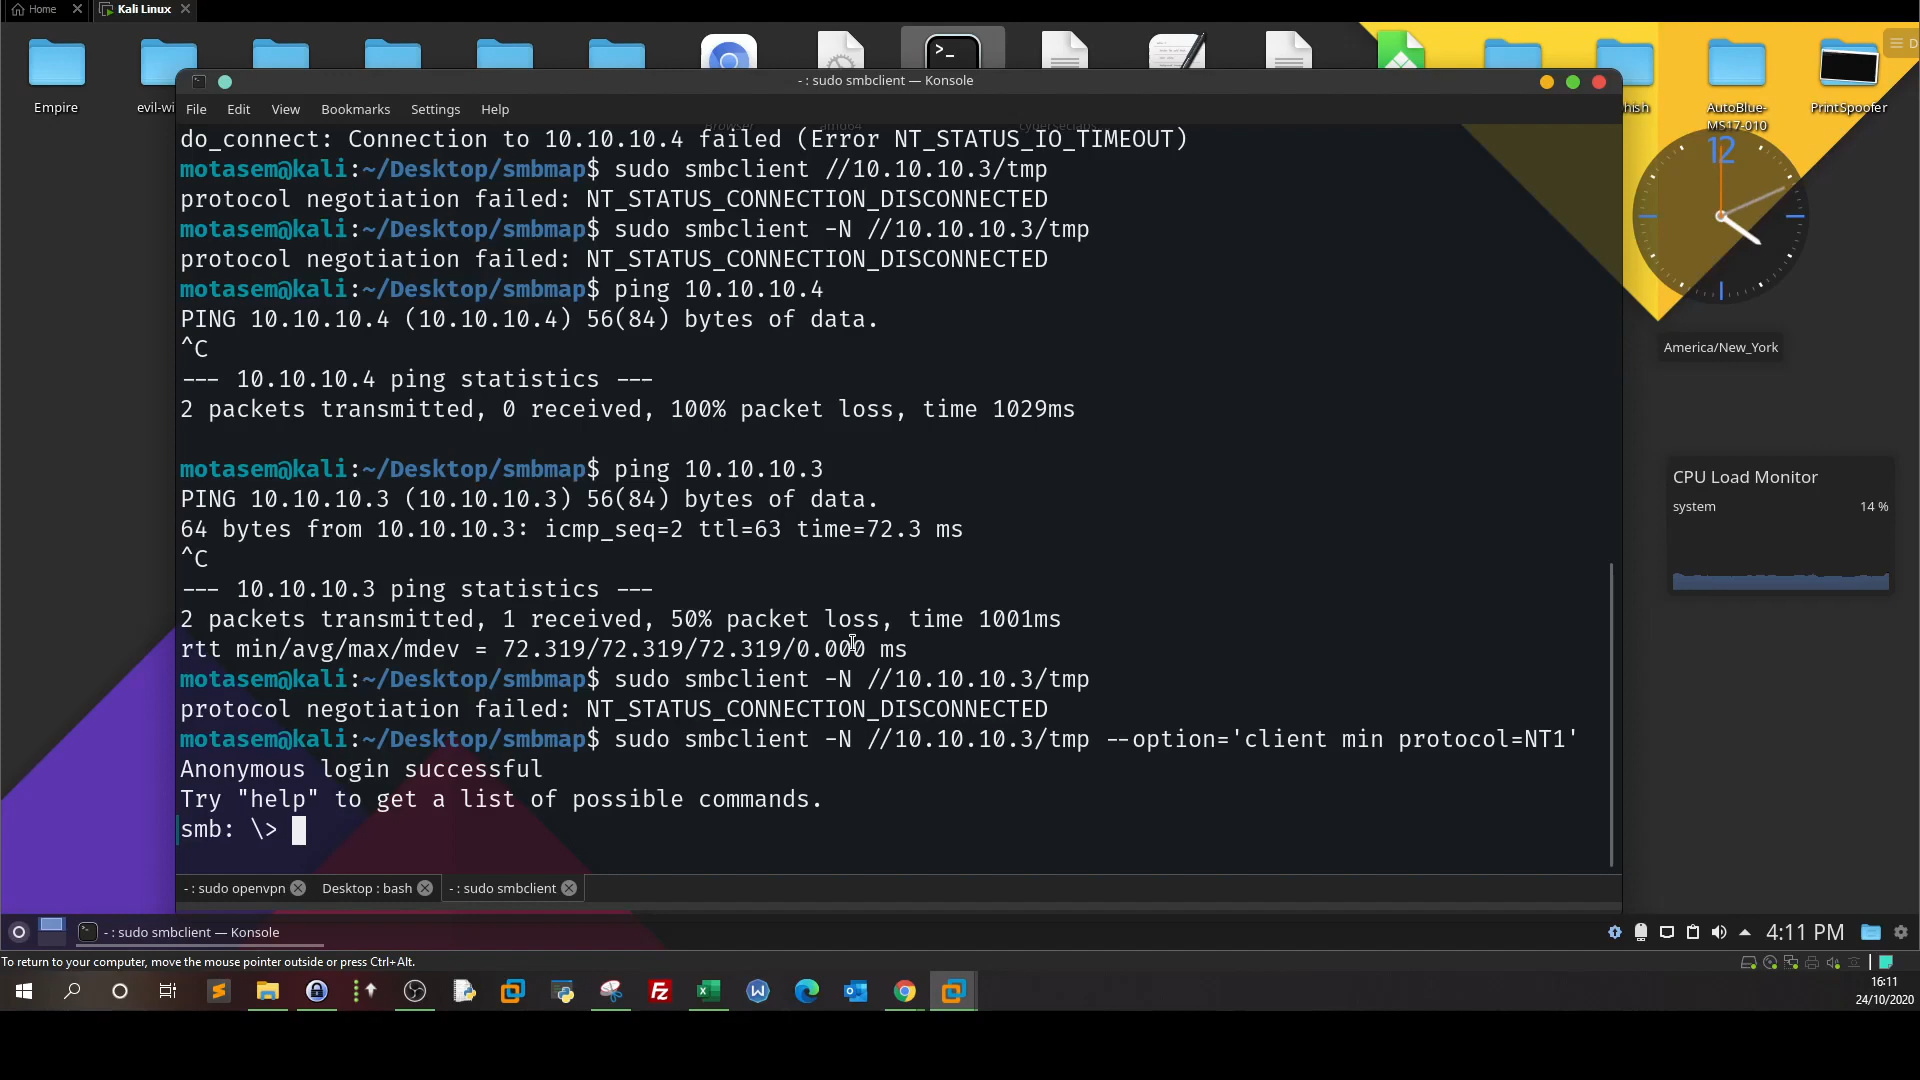 Home
Kali Linux
Empire
evil-wi
hish
AutoBlue-
MS17-010
PrintSpoofer
- : sudo smbclient — Konsole
File Edit View Bookmarks Settings Help
do_connect: Connection to 10.10.10.4 failed (Error NT_STATUS_IO_TIMEOUT)
motasem@kali:~/Desktop/smbmap$ sudo smbclient //10.10.10.3/tmp
protocol negotiation failed: NT_STATUS_CONNECTION_DISCONNECTED
motasem@kali:~/Desktop/smbmap$ sudo smbclient -N //10.10.10.3/tmp
protocol negotiation failed: NT_STATUS_CONNECTION_DISCONNECTED
motasem@kali:~/Desktop/smbmap$ ping 10.10.10.4
PING 10.10.10.4 (10.10.10.4) 56(84) bytes of data.
^C
--- 10.10.10.4 ping statistics ---
2 packets transmitted, 0 received, 100% packet loss, time 1029ms
motasem@kali:~/Desktop/smbmap$ ping 10.10.10.3
PING 10.10.10.3 (10.10.10.3) 56(84) bytes of data.
64 bytes from 10.10.10.3: icmp_seq=2 ttl=63 time=72.3 ms
^C
--- 10.10.10.3 ping statistics ---
2 packets transmitted, 1 received, 50% packet loss, time 1001ms
rtt min/avg/max/mdev = 72.319/72.319/72.319/0.000 ms
motasem@kali:~/Desktop/smbmap$ sudo smbclient -N //10.10.10.3/tmp
protocol negotiation failed: NT_STATUS_CONNECTION_DISCONNECTED
motasem@kali:~/Desktop/smbmap$ sudo smbclient -N //10.10.10.3/tmp --option='client min protocol=NT1'
Anonymous login successful
Try "help" to get a list of possible commands.
smb: \>
- : sudo openvpn
Desktop : bash
- : sudo smbclient
12
America/New_York
CPU Load Monitor
system 14 %
- : sudo smbclient — Konsole
4:11 PM
To return to your computer, move the mouse pointer outside or press Ctrl+Alt.
16:11
24/10/2020